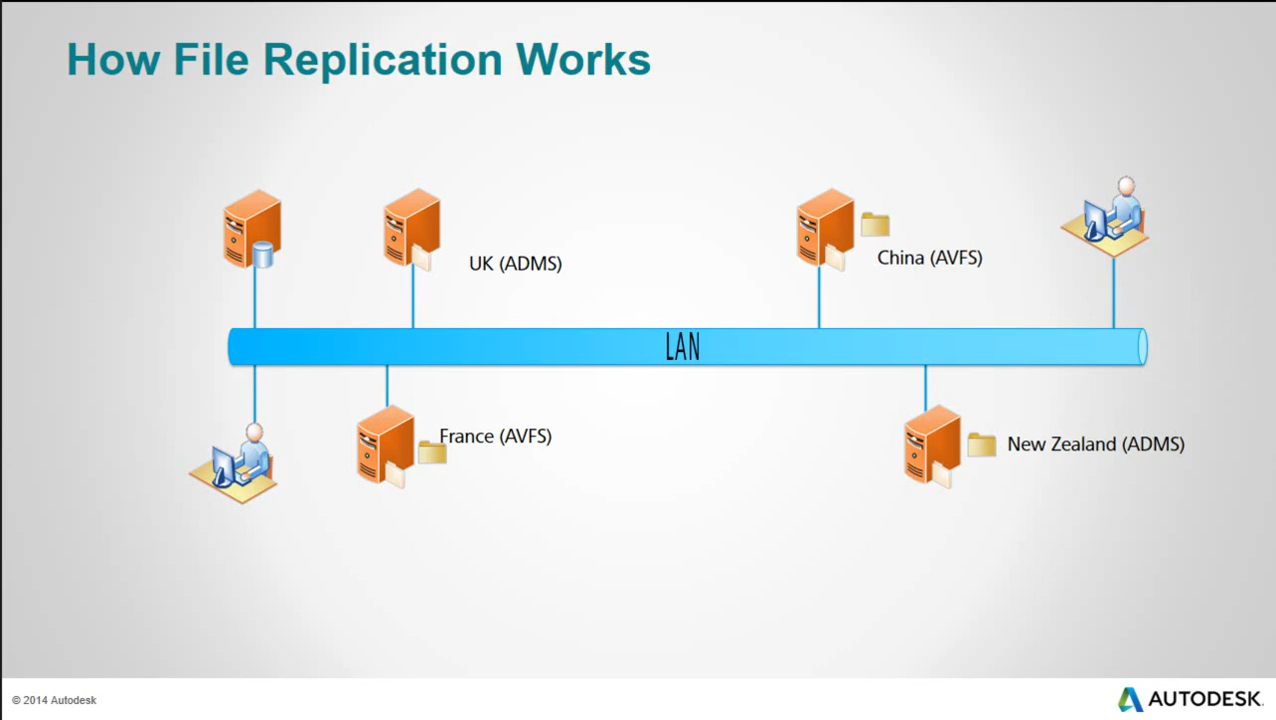 How File Replication Works
UK (ADMS)
China (AVFS)
LAN
France (AVFS)
New Zealand (ADMS)
© 2014 Autodesk
AUTODESK.